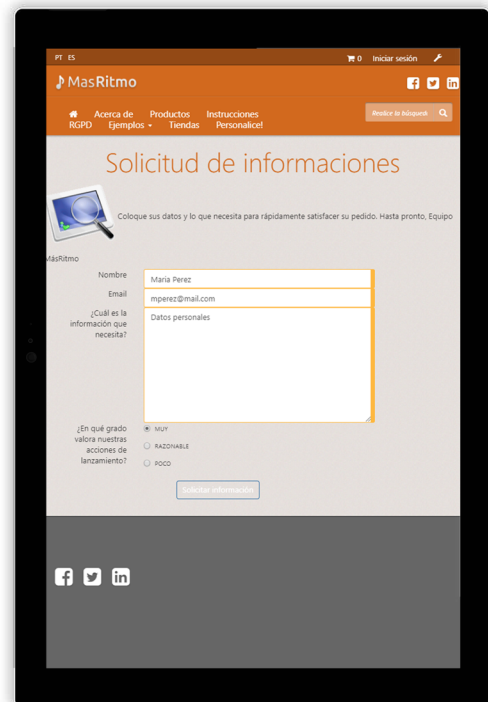 PT ES 0 Iniciar sesión
MasRitmo
Acerca de Productos Instrucciones
RGPD Ejemplos Tiendas Personalice!
Realice la búsqueda
Solicitud de informaciones
Coloque sus datos y lo que necesita para rápidamente satisfacer su pedido. Hasta pronto, Equipo
MásRitmo
Nombre Maria Perez
Email mperez@mail.com
¿Cuál es la Datos personales
información que
necesita?
¿En qué grado MUY
valora nuestras
acciones de RAZONABLE
lanzamiento?
POCO
Solicitar información